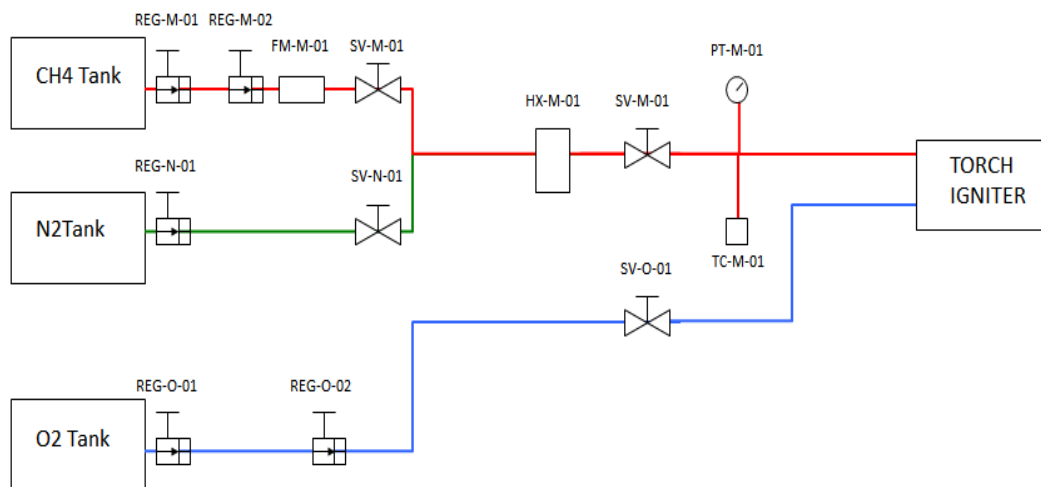 REG-M-01
REG-M-02
FM-M-01
SV-M-01
PT-M-01
CH4 Tank
HX-M-01
SV-M-01
REG-N-01
SV-N-01
TORCH
IGNITER
N2Tank
TC-M-01
SV-O-01
REG-O-01
REG-O-02
O2 Tank